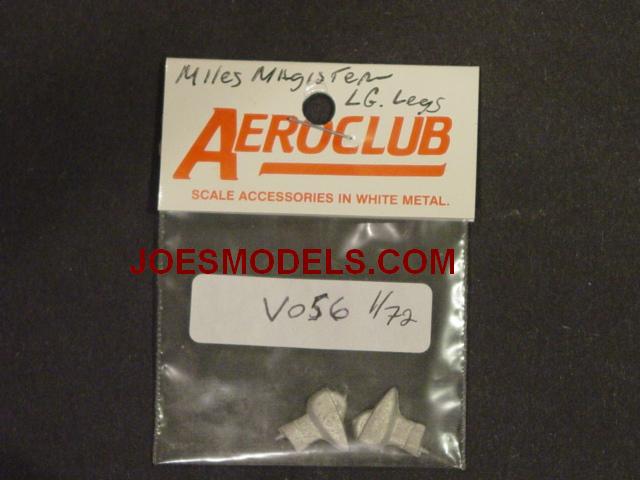 Miles Magister
LG. Legs
AEROCLUB
SCALE ACCESSORIES IN WHITE METAL.
JOESMODELS.COM
V056 1/72